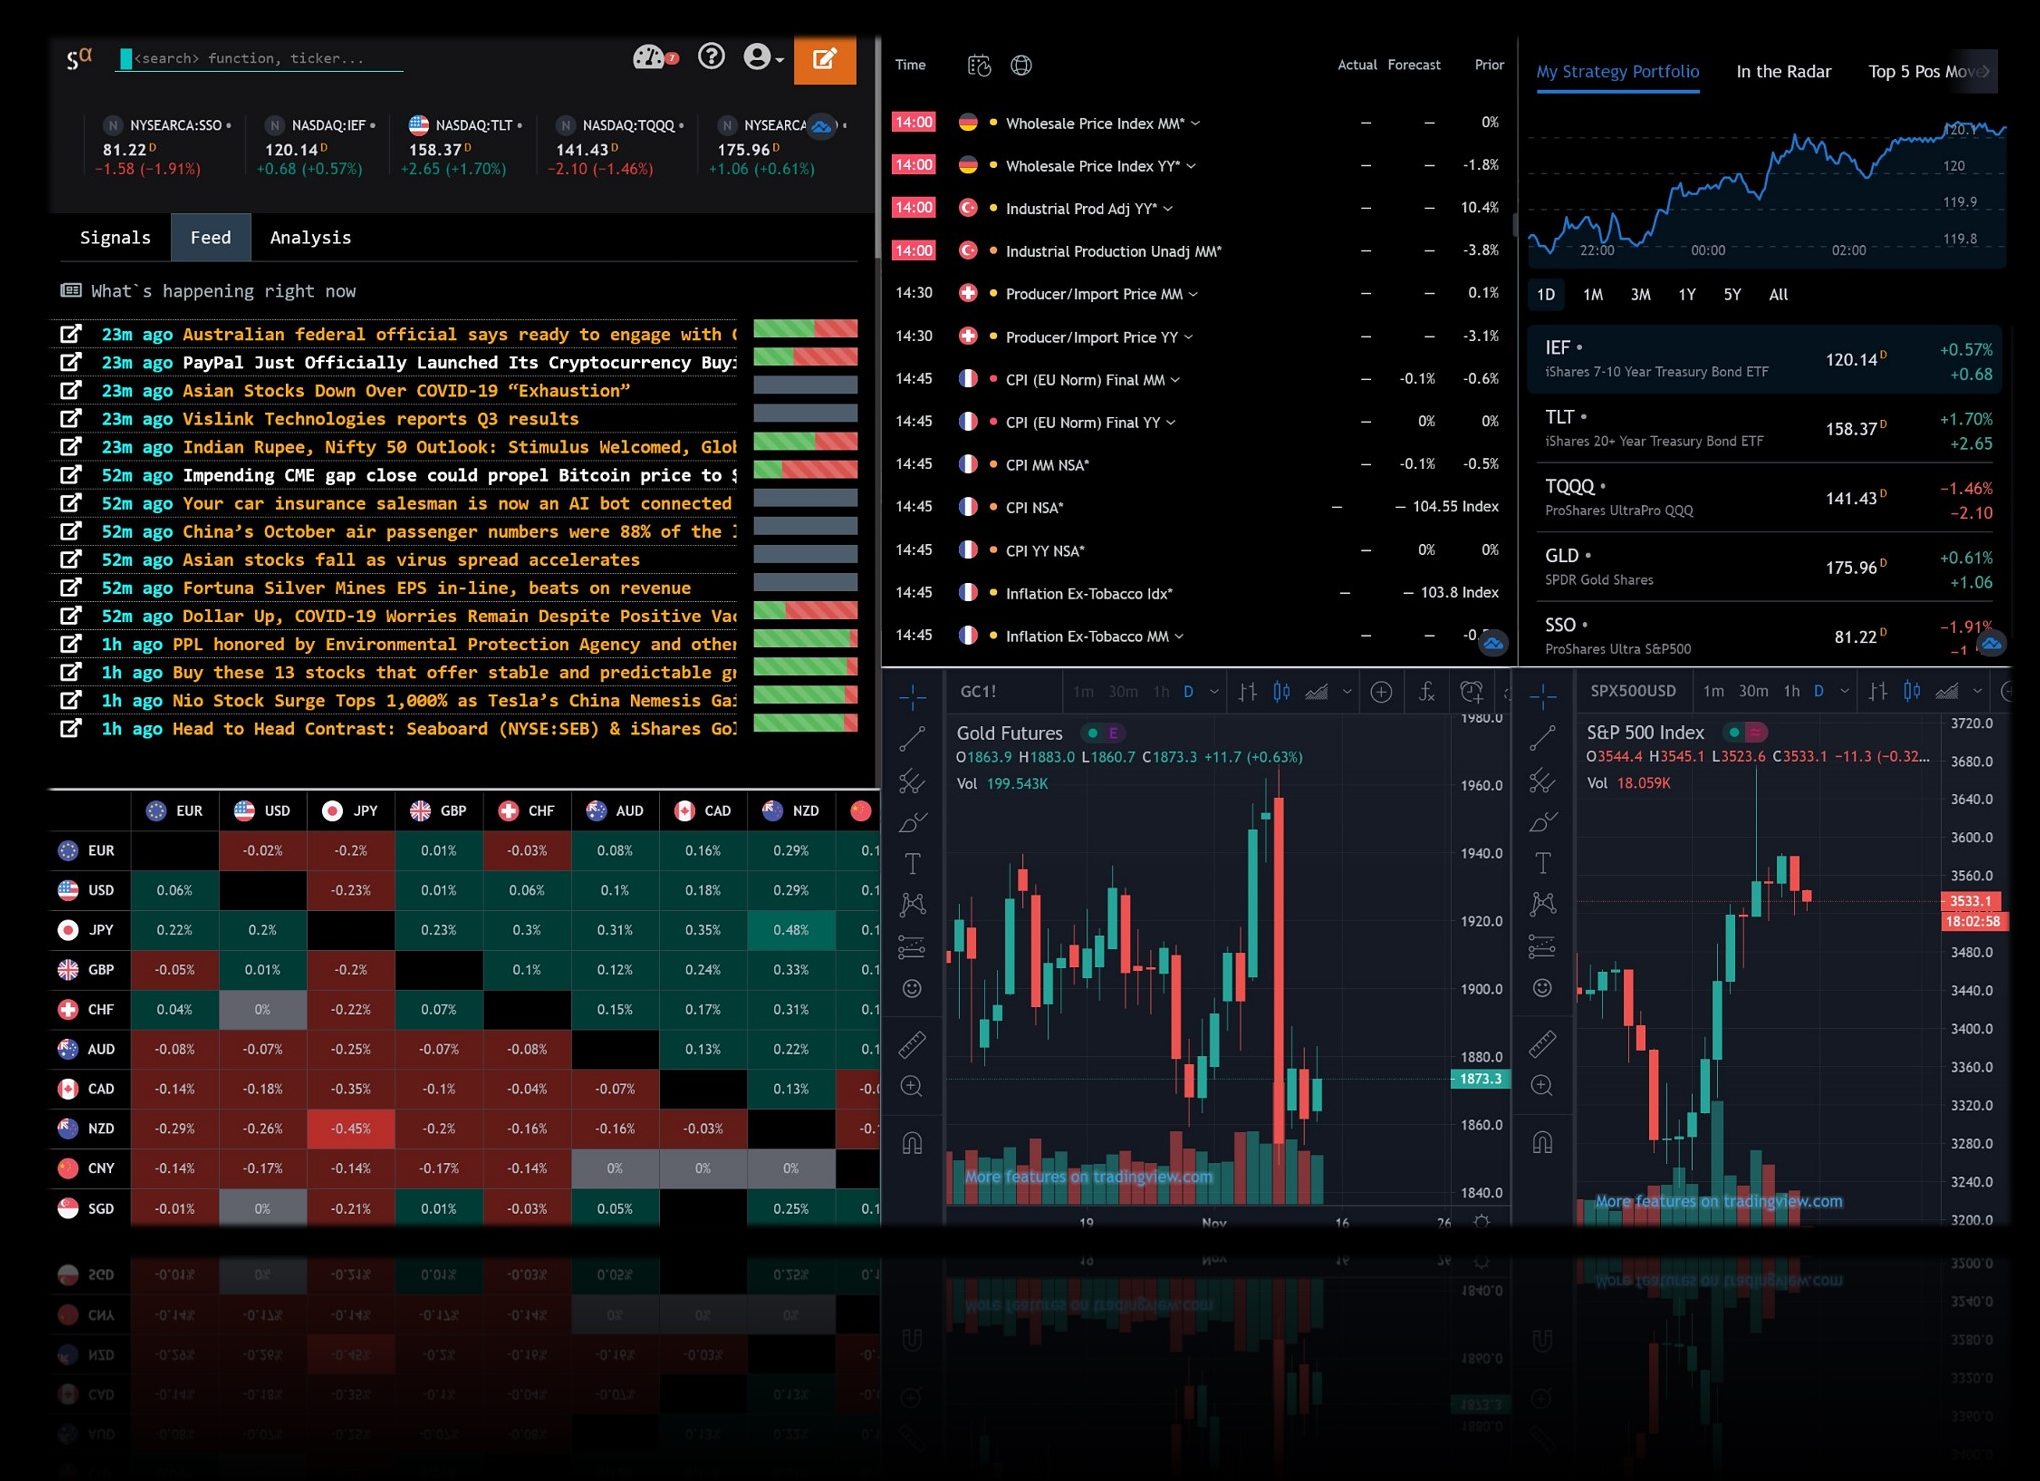 sα <search> function, ticker... 7
NYSEARCA:SSO NASDAQ:IEF NASDAQ:TLT NASDAQ:TQQQ NYSEARCA
81.22 D 120.14 D 158.37 D 141.43 D 175.96 D
−1.58 (−1.91%) +0.68 (+0.57%) +2.65 (+1.70%) −2.10 (−1.46%) +1.06 (+0.61%)
Signals Feed Analysis
What`s happening right now
23m ago Australian federal official says ready to engage with
23m ago PayPal Just Officially Launched Its Cryptocurrency Buyi
23m ago Asian Stocks Down Over COVID-19 “Exhaustion”
23m ago Vislink Technologies reports Q3 results
23m ago Indian Rupee, Nifty 50 Outlook: Stimulus Welcomed, Glob
52m ago Impending CME gap close could propel Bitcoin price to $
52m ago Your car insurance salesman is now an AI bot connected
52m ago China’s October air passenger numbers were 88% of the
52m ago Asian stocks fall as virus spread accelerates
52m ago Fortuna Silver Mines EPS in-line, beats on revenue
52m ago Dollar Up, COVID-19 Worries Remain Despite Positive Vac
1h ago PPL honored by Environmental Protection Agency and other
1h ago Buy these 13 stocks that offer stable and predictable gr
1h ago Nio Stock Surge Tops 1,000% as Tesla’s China Nemesis Gai
1h ago Head to Head Contrast: Seaboard (NYSE:SEB) & iShares Gol
Time Actual Forecast Prior
14:00 Wholesale Price Index MM* — — 0%
14:00 Wholesale Price Index YY* — — -1.8%
14:00 Industrial Prod Adj YY* — — 10.4%
14:00 Industrial Production Unadj MM* — — -3.8%
14:30 Producer/Import Price MM — — 0.1%
14:30 Producer/Import Price YY — — -3.1%
14:45 CPI (EU Norm) Final MM — -0.1% -0.6%
14:45 CPI (EU Norm) Final YY — 0% 0%
14:45 CPI MM NSA* — -0.1% -0.5%
14:45 CPI NSA* — — 104.55 Index
14:45 CPI YY NSA* — 0% 0%
14:45 Inflation Ex-Tobacco Idx* — — 103.8 Index
14:45 Inflation Ex-Tobacco MM — —
My Strategy Portfolio In the Radar Top 5 Pos Move
120.1
120
119.9
119.8
22:00 00:00 02:00
1D 1M 3M 1Y 5Y All
IEF 120.14 D +0.57%
iShares 7-10 Year Treasury Bond ETF +0.68
TLT 158.37 D +1.70%
iShares 20+ Year Treasury Bond ETF +2.65
TQQQ 141.43 D −1.46%
ProShares UltraPro QQQ −2.10
GLD 175.96 D +0.61%
SPDR Gold Shares +1.06
SSO 81.22 D −1.91%
ProShares Ultra S&P500
EUR USD JPY GBP CHF AUD CAD NZD
EUR -0.02% -0.2% 0.01% -0.03% 0.08% 0.16% 0.29% 0.1
USD 0.06% -0.23% 0.01% 0.06% 0.1% 0.18% 0.29% 0.1
JPY 0.22% 0.2% 0.23% 0.3% 0.31% 0.35% 0.48% 0.1
GBP -0.05% 0.01% -0.2% 0.1% 0.12% 0.24% 0.33% 0.1
CHF 0.04% 0% -0.22% 0.07% 0.15% 0.17% 0.31% 0.1
AUD -0.08% -0.07% -0.25% -0.07% -0.08% 0.13% 0.22% 0.1
CAD -0.14% -0.18% -0.35% -0.1% -0.04% -0.07% 0.13%
NZD -0.29% -0.26% -0.45% -0.2% -0.16% -0.16% -0.03%
CNY -0.14% -0.17% -0.14% -0.17% -0.14% 0% 0% 0%
SGD -0.01% 0% -0.21% 0.01% -0.03% 0.05% 0.25% 0.1
GC1! 1m 30m 1h D fx
Gold Futures E
O1863.9 H1883.0 L1860.7 C1873.3 +11.7 (+0.63%)
Vol 199.543K
1980.0
1960.0
1940.0
1920.0
1900.0
1880.0
1873.3
1860.0
1840.0
More features on tradingview.com
19 Nov 16 26
SPX500USD 1m 30m 1h D
S&P 500 Index
O3544.4 H3545.1 L3523.6 C3533.1 −11.3 (−0.32...
Vol 18.059K
3720.0
3680.0
3640.0
3600.0
3560.0
3533.1
18:02:58
3480.0
3440.0
3400.0
3360.0
3320.0
3280.0
3240.0
3200.0
More features on tradingview.com